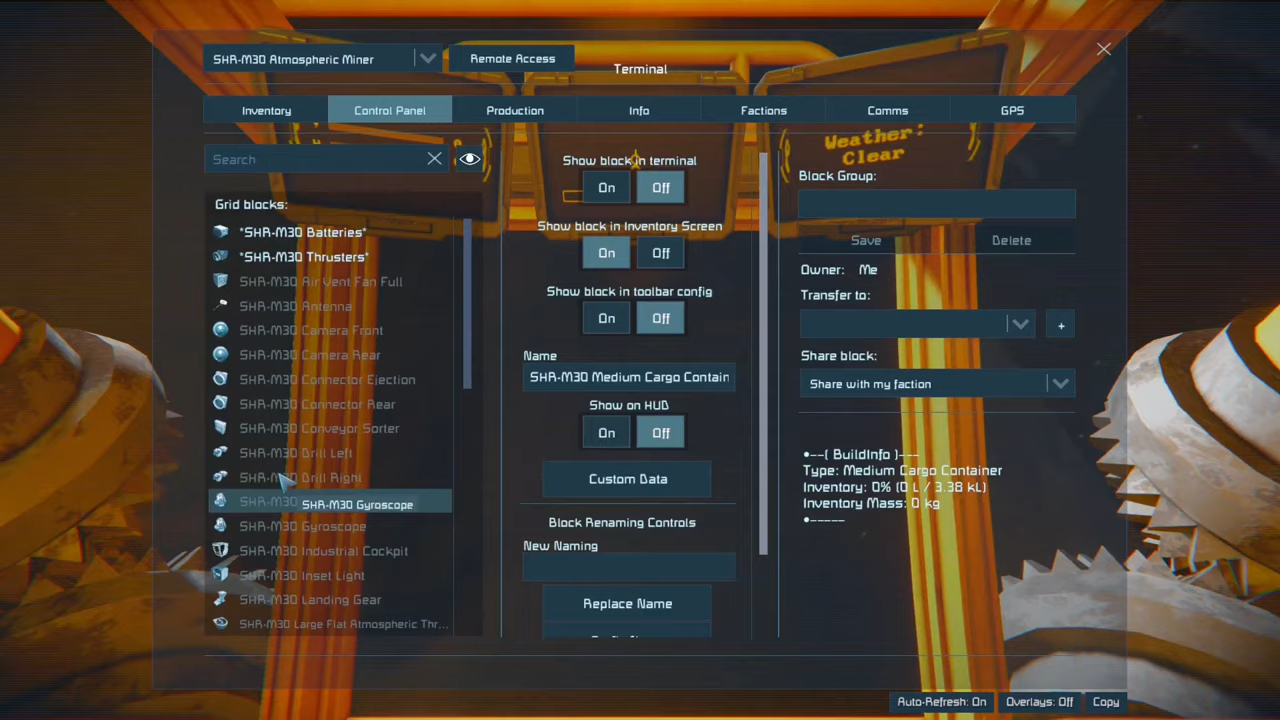 SHR-M30 Atmospheric Miner
Remote Access
Terminal
Inventory
Control Panel
Production
Info
Factions
Comms
GPS
Weather:
Clear
Search
Grid blocks:
*SHR-M30 Batteries*
*SHR-M30 Thrusters*
SHR-M30 Air Vent Fan Full
SHR-M30 Antenna
SHR-M30 Camera Front
SHR-M30 Camera Rear
SHR-M30 Connector Ejection
SHR-M30 Connector Rear
SHR-M30 Conveyor Sorter
SHR-M30 Drill Left
SHR-M30 Drill Right
SHR-M30
SHR-M30 Gyroscope
SHR-M30 Gyroscope
SHR-M30 Industrial Cockpit
SHR-M30 Inset Light
SHR-M30 Landing Gear
SHR-M30 Large Flat Atmospheric Thr...
Show block in terminal
On Off
Show block in Inventory Screen
On Off
Show block in toolbar config
On Off
Name
SHR-M30 Medium Cargo Contain
Show on HUD
On Off
Custom Data
Block Renaming Controls
New Naming
Replace Name
Block Group:
Save Delete
Owner: Me
Transfer to:
+
Share block:
Share with my faction
•--( BuildInfo )---
Type: Medium Cargo Container
Inventory: 0% (0 L / 3.38 kL)
Inventory Mass: 0 kg
•-----
Auto-Refresh: On
Overlays: Off
Copy